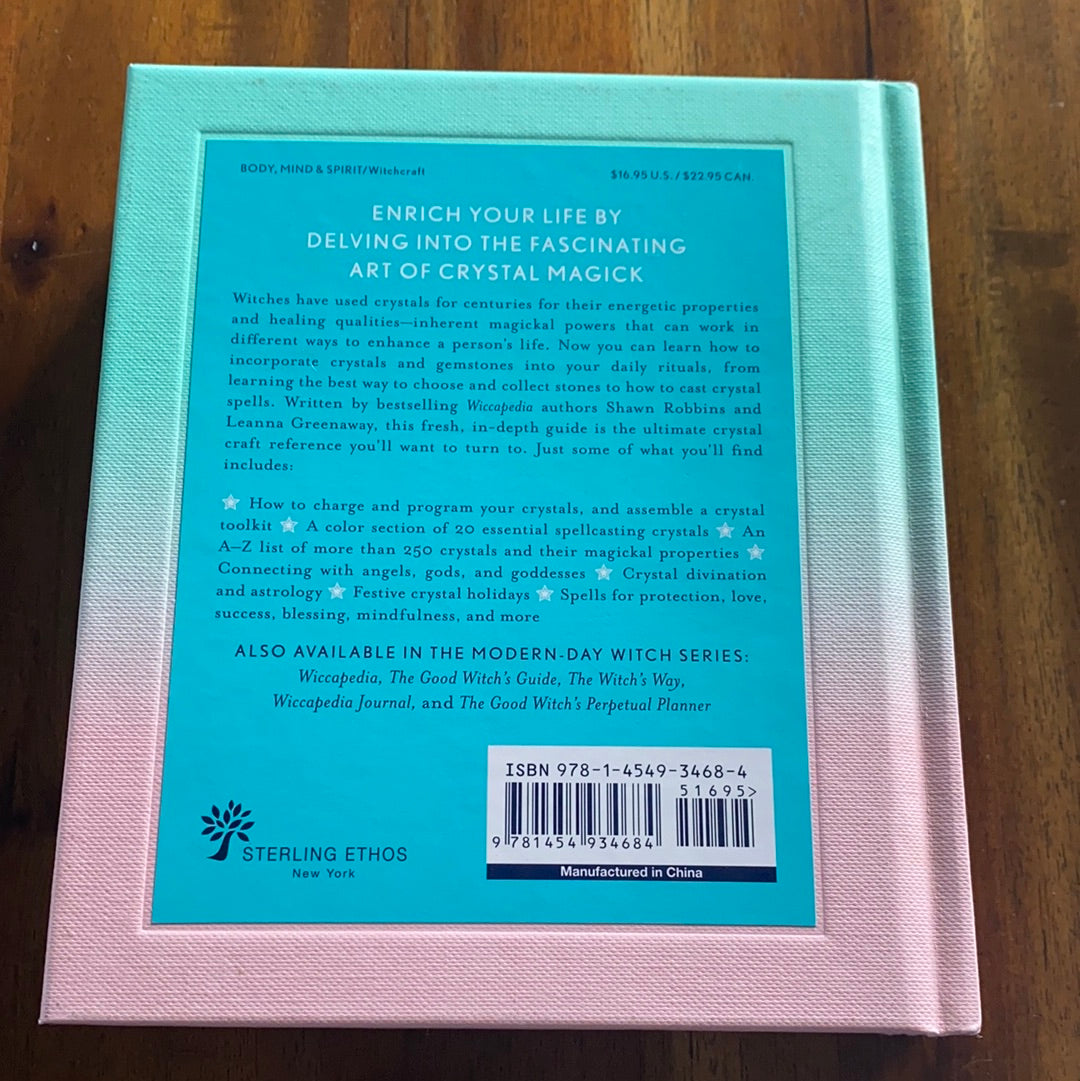 BODY, MIND & SPIRIT/Witchcraft
$16.95 U.S. / $22.95 CAN.
ENRICH YOUR LIFE BY
DELVING INTO THE FASCINATING
ART OF CRYSTAL MAGICK
Witches have used crystals for centuries for their energetic properties
and healing qualities—inherent magickal powers that can work in
different ways to enhance a person's life. Now you can learn how to
incorporate crystals and gemstones into your daily rituals, from
learning the best way to choose and collect stones to how to cast crystal
spells. Written by bestselling Wiccapedia authors Shawn Robbins and
Leanna Greenaway, this fresh, in-depth guide is the ultimate crystal
craft reference you'll want to turn to. Just some of what you'll find
includes:
How to charge and program your crystals, and assemble a crystal
toolkit ★ A color section of 20 essential spellcasting crystals ★ An
A–Z list of more than 250 crystals and their magickal properties ★
Connecting with angels, gods, and goddesses ★ Crystal divination
and astrology ★ Festive crystal holidays ★ Spells for protection, love,
success, blessing, mindfulness, and more
ALSO AVAILABLE IN THE MODERN-DAY WITCH SERIES:
Wiccapedia, The Good Witch's Guide, The Witch's Way,
Wiccapedia Journal, and The Good Witch's Perpetual Planner
ISBN 978-1-4549-3468-4
51695>
9 781454 934684
Manufactured in China
STERLING ETHOS
New York